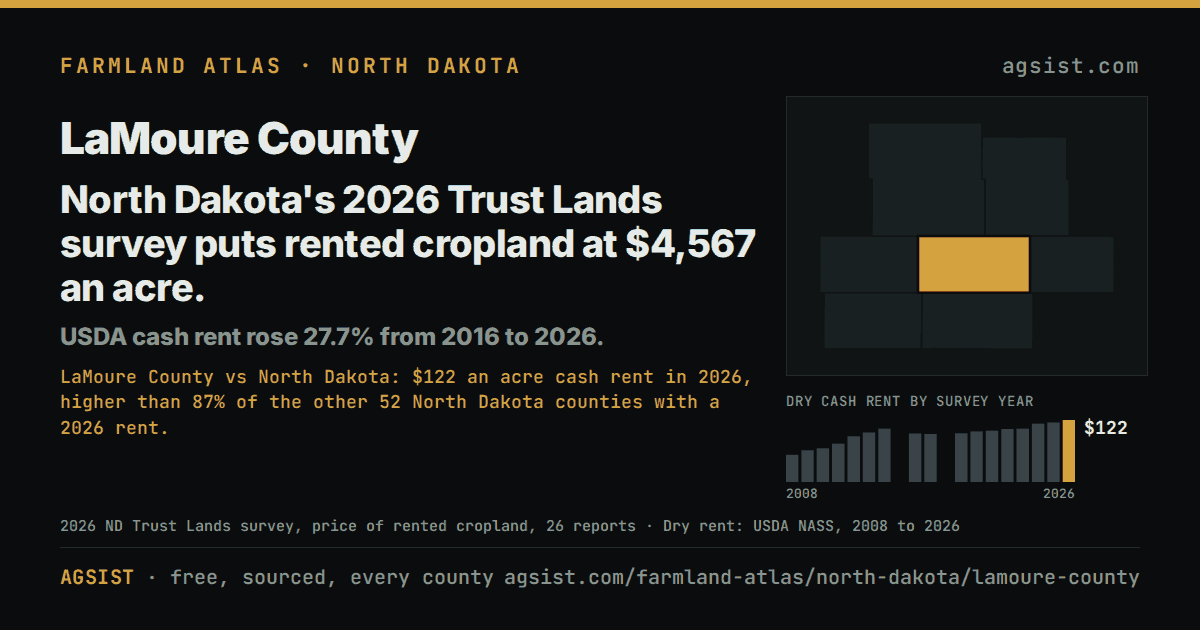 FARMLAND ATLAS · NORTH DAKOTA
agsist.com
LaMoure County
North Dakota's 2026 Trust Lands
survey puts rented cropland at $4,567
an acre.
USDA cash rent rose 27.7% from 2016 to 2026.
LaMoure County vs North Dakota: $122 an acre cash rent in 2026,
higher than 87% of the other 52 North Dakota counties with a
2026 rent.
DRY CASH RENT BY SURVEY YEAR
$122
2008
2026
2026 ND Trust Lands survey, price of rented cropland, 26 reports · Dry rent: USDA NASS, 2008 to 2026
AGSIST · free, sourced, every county
agsist.com/farmland-atlas/north-dakota/lamoure-county